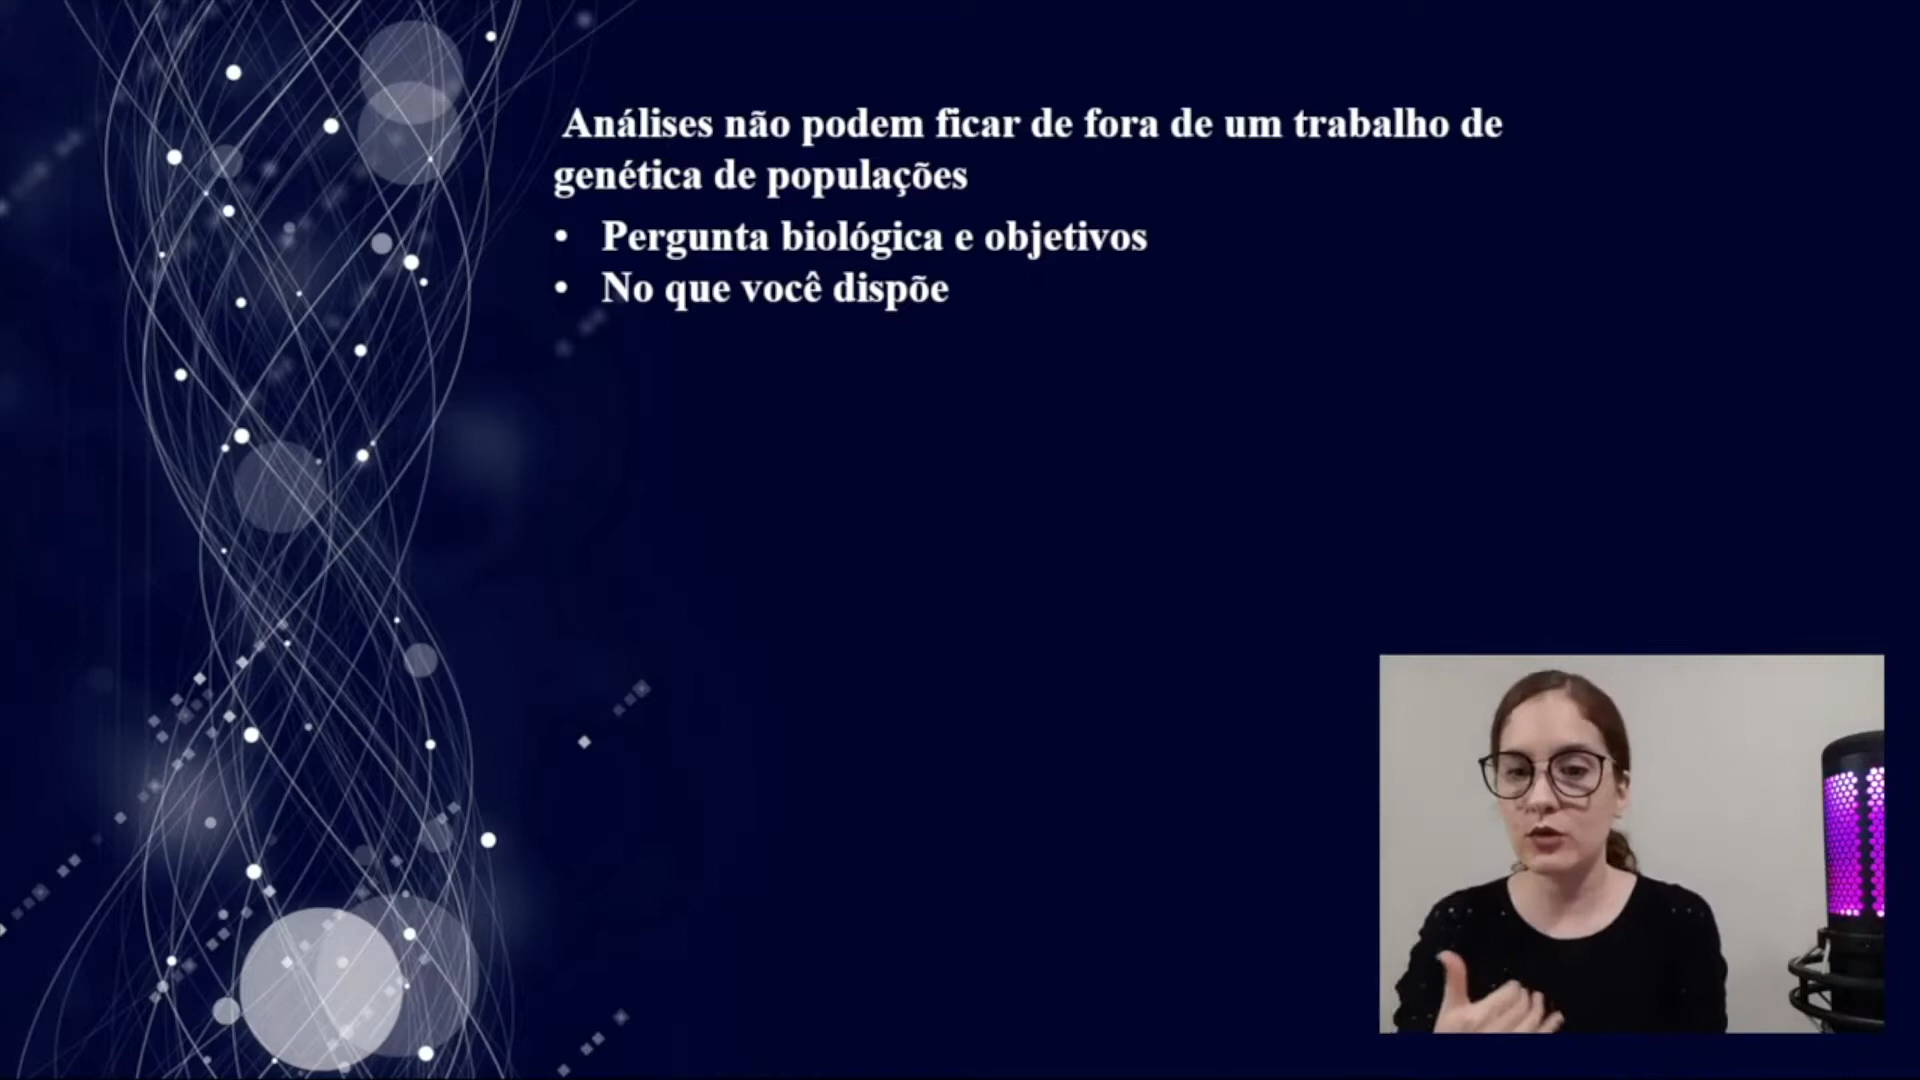 Análises não podem ficar de fora de um trabalho de
genética de populações
• Pergunta biológica e objetivos
• No que você dispõe